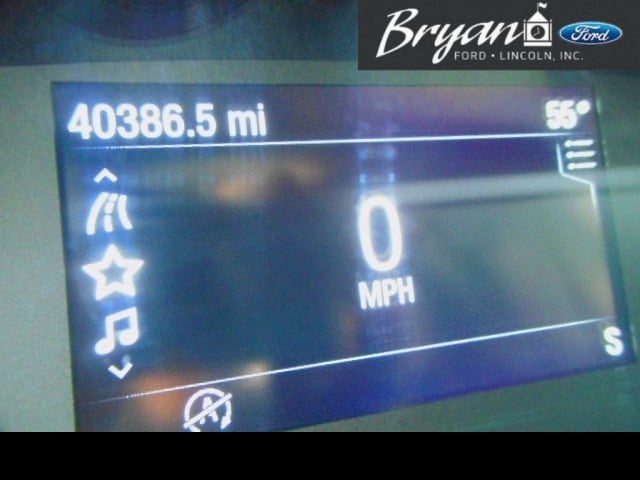 Bryan
Ford
FORD • LINCOLN, INC.
40386.5 mi
55°
0
MPH
S
A